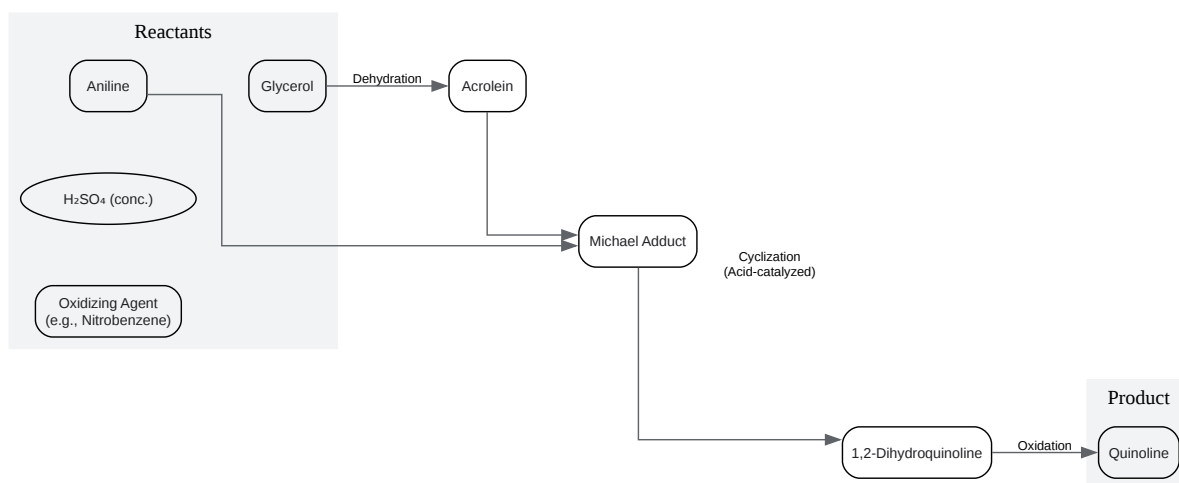 Reactants
Aniline
Glycerol
Dehydration
Acrolein
H₂SO₄ (conc.)
Michael Adduct
Cyclization
(Acid-catalyzed)
Oxidizing Agent
(e.g., Nitrobenzene)
Product
1,2-Dihydroquinoline
Oxidation
Quinoline